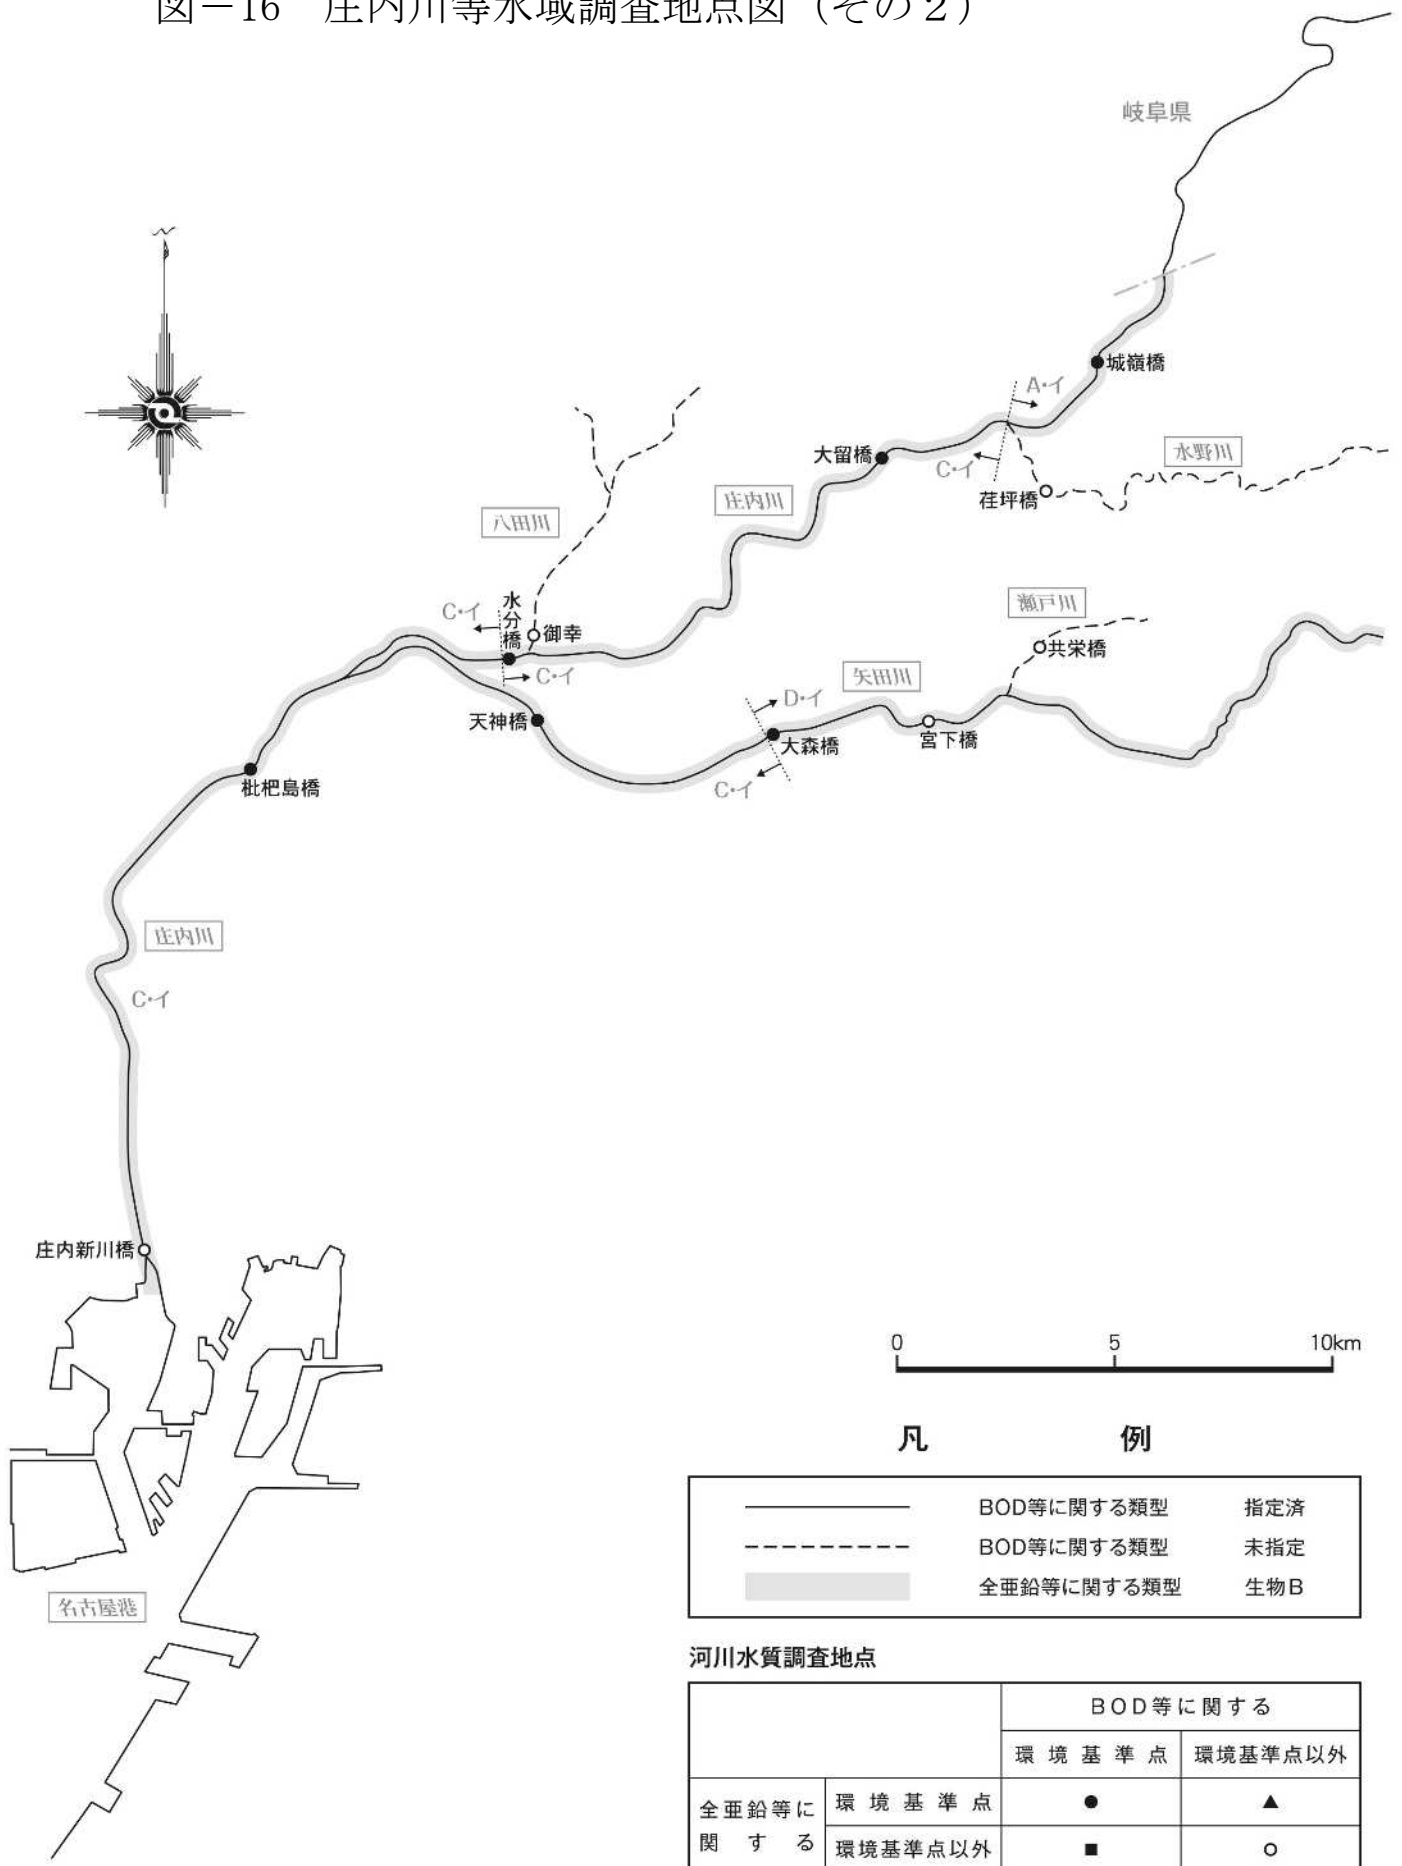 図－16 庄内川等水域調査地点図（その２）
岐阜県
城嶺橋
A・イ
大留橋
C・イ
水野川
荏坪橋
庄内川
八田川
瀬戸川
C・イ
水分橋
御幸
共栄橋
C・イ
矢田川
D・イ
天神橋
宮下橋
大森橋
枇杷島橋
C・イ
庄内川
C・イ
庄内新川橋
0 5 10km
凡 例
BOD等に関する類型 指定済
BOD等に関する類型 未指定
全亜鉛等に関する類型 生物B
名古屋港
河川水質調査地点
BOD等に関する
環境基準点 環境基準点以外
全亜鉛等に関する 環境基準点 ● ▲
環境基準点以外 ■ ○